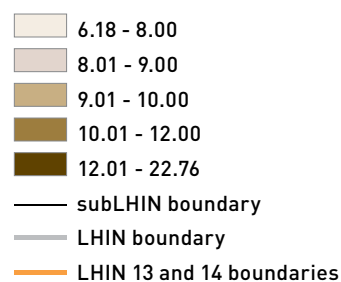 6.18 - 8.00
8.01 - 9.00
9.01 - 10.00
10.01 - 12.00
12.01 - 22.76
subLHIN boundary
LHIN boundary
LHIN 13 and 14 boundaries